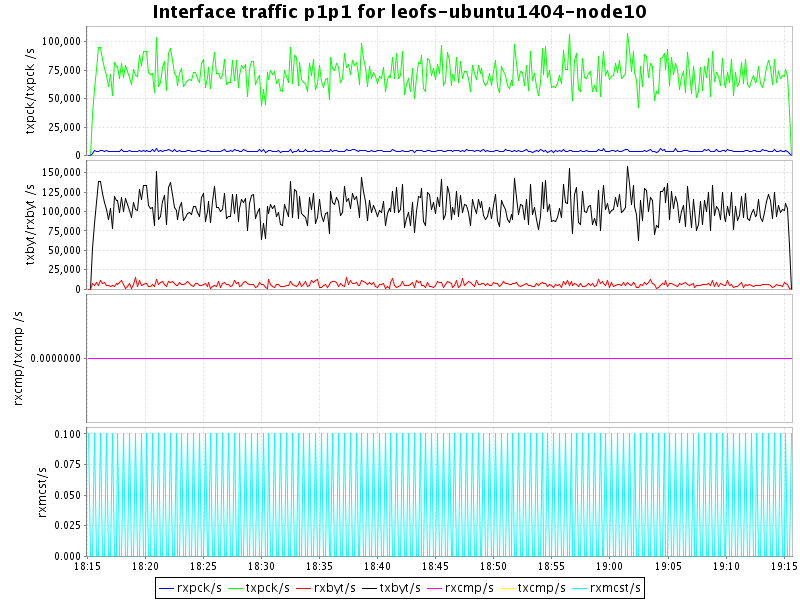 Interface traffic p1p1 for leofs-ubuntu1404-node10
txpck/txpck /s
100,000
75,000
50,000
25,000
0
txbyt/rxbyt /s
150,000
125,000
100,000
75,000
50,000
25,000
0
rxcmp/txcmp /s
0.0000000
rxmcst/s
0.100
0.075
0.050
0.025
0.000
18:15 18:20 18:25 18:30 18:35 18:40 18:45 18:50 18:55 19:00 19:05 19:10 19:15
rxpck/s txpck/s rxbyt/s txbyt/s rxcmp/s txcmp/s rxmcst/s